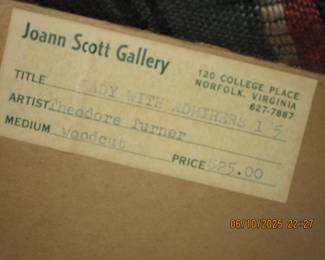 Joann Scott Gallery
120 COLLEGE PLACE
NORFOLK, VIRGINIA
627-7887
TITLE LADY WITH ADMIRERS 1 5
ARTIST Theodore Turner
MEDIUM woodcut
PRICE $25.00
06/10/2025 22:27